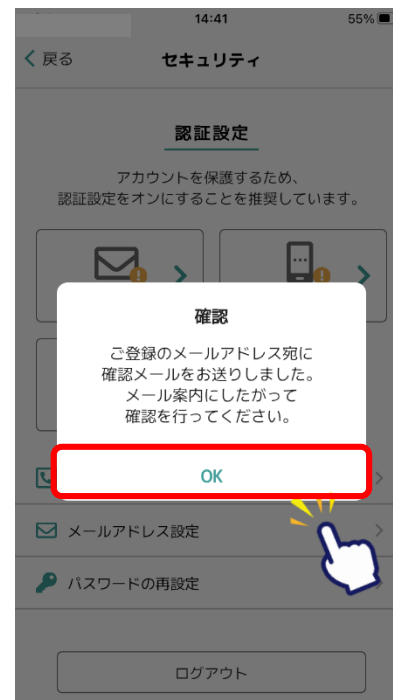 14:41
55%
戻る
セキュリティ
認証設定
アカウントを保護するため、
認証設定をオンにすることを推奨しています。
確認
ご登録のメールアドレス宛に
確認メールをお送りしました。
メール案内にしたがって
確認を行ってください。
OK
メールアドレス設定
パスワードの再設定
ログアウト